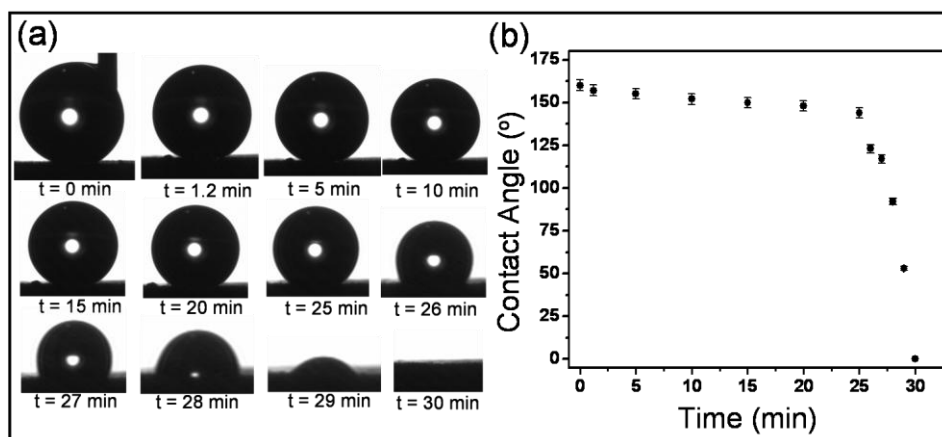 (a)
t = 0 min
t = 1.2 min
t = 5 min
t = 10 min
t = 15 min
t = 20 min
t = 25 min
t = 26 min
t = 27 min
t = 28 min
t = 29 min
t = 30 min
(b)
Contact Angle (º)
175
150
125
100
75
50
25
0
0 5 10 15 20 25 30
Time (min)